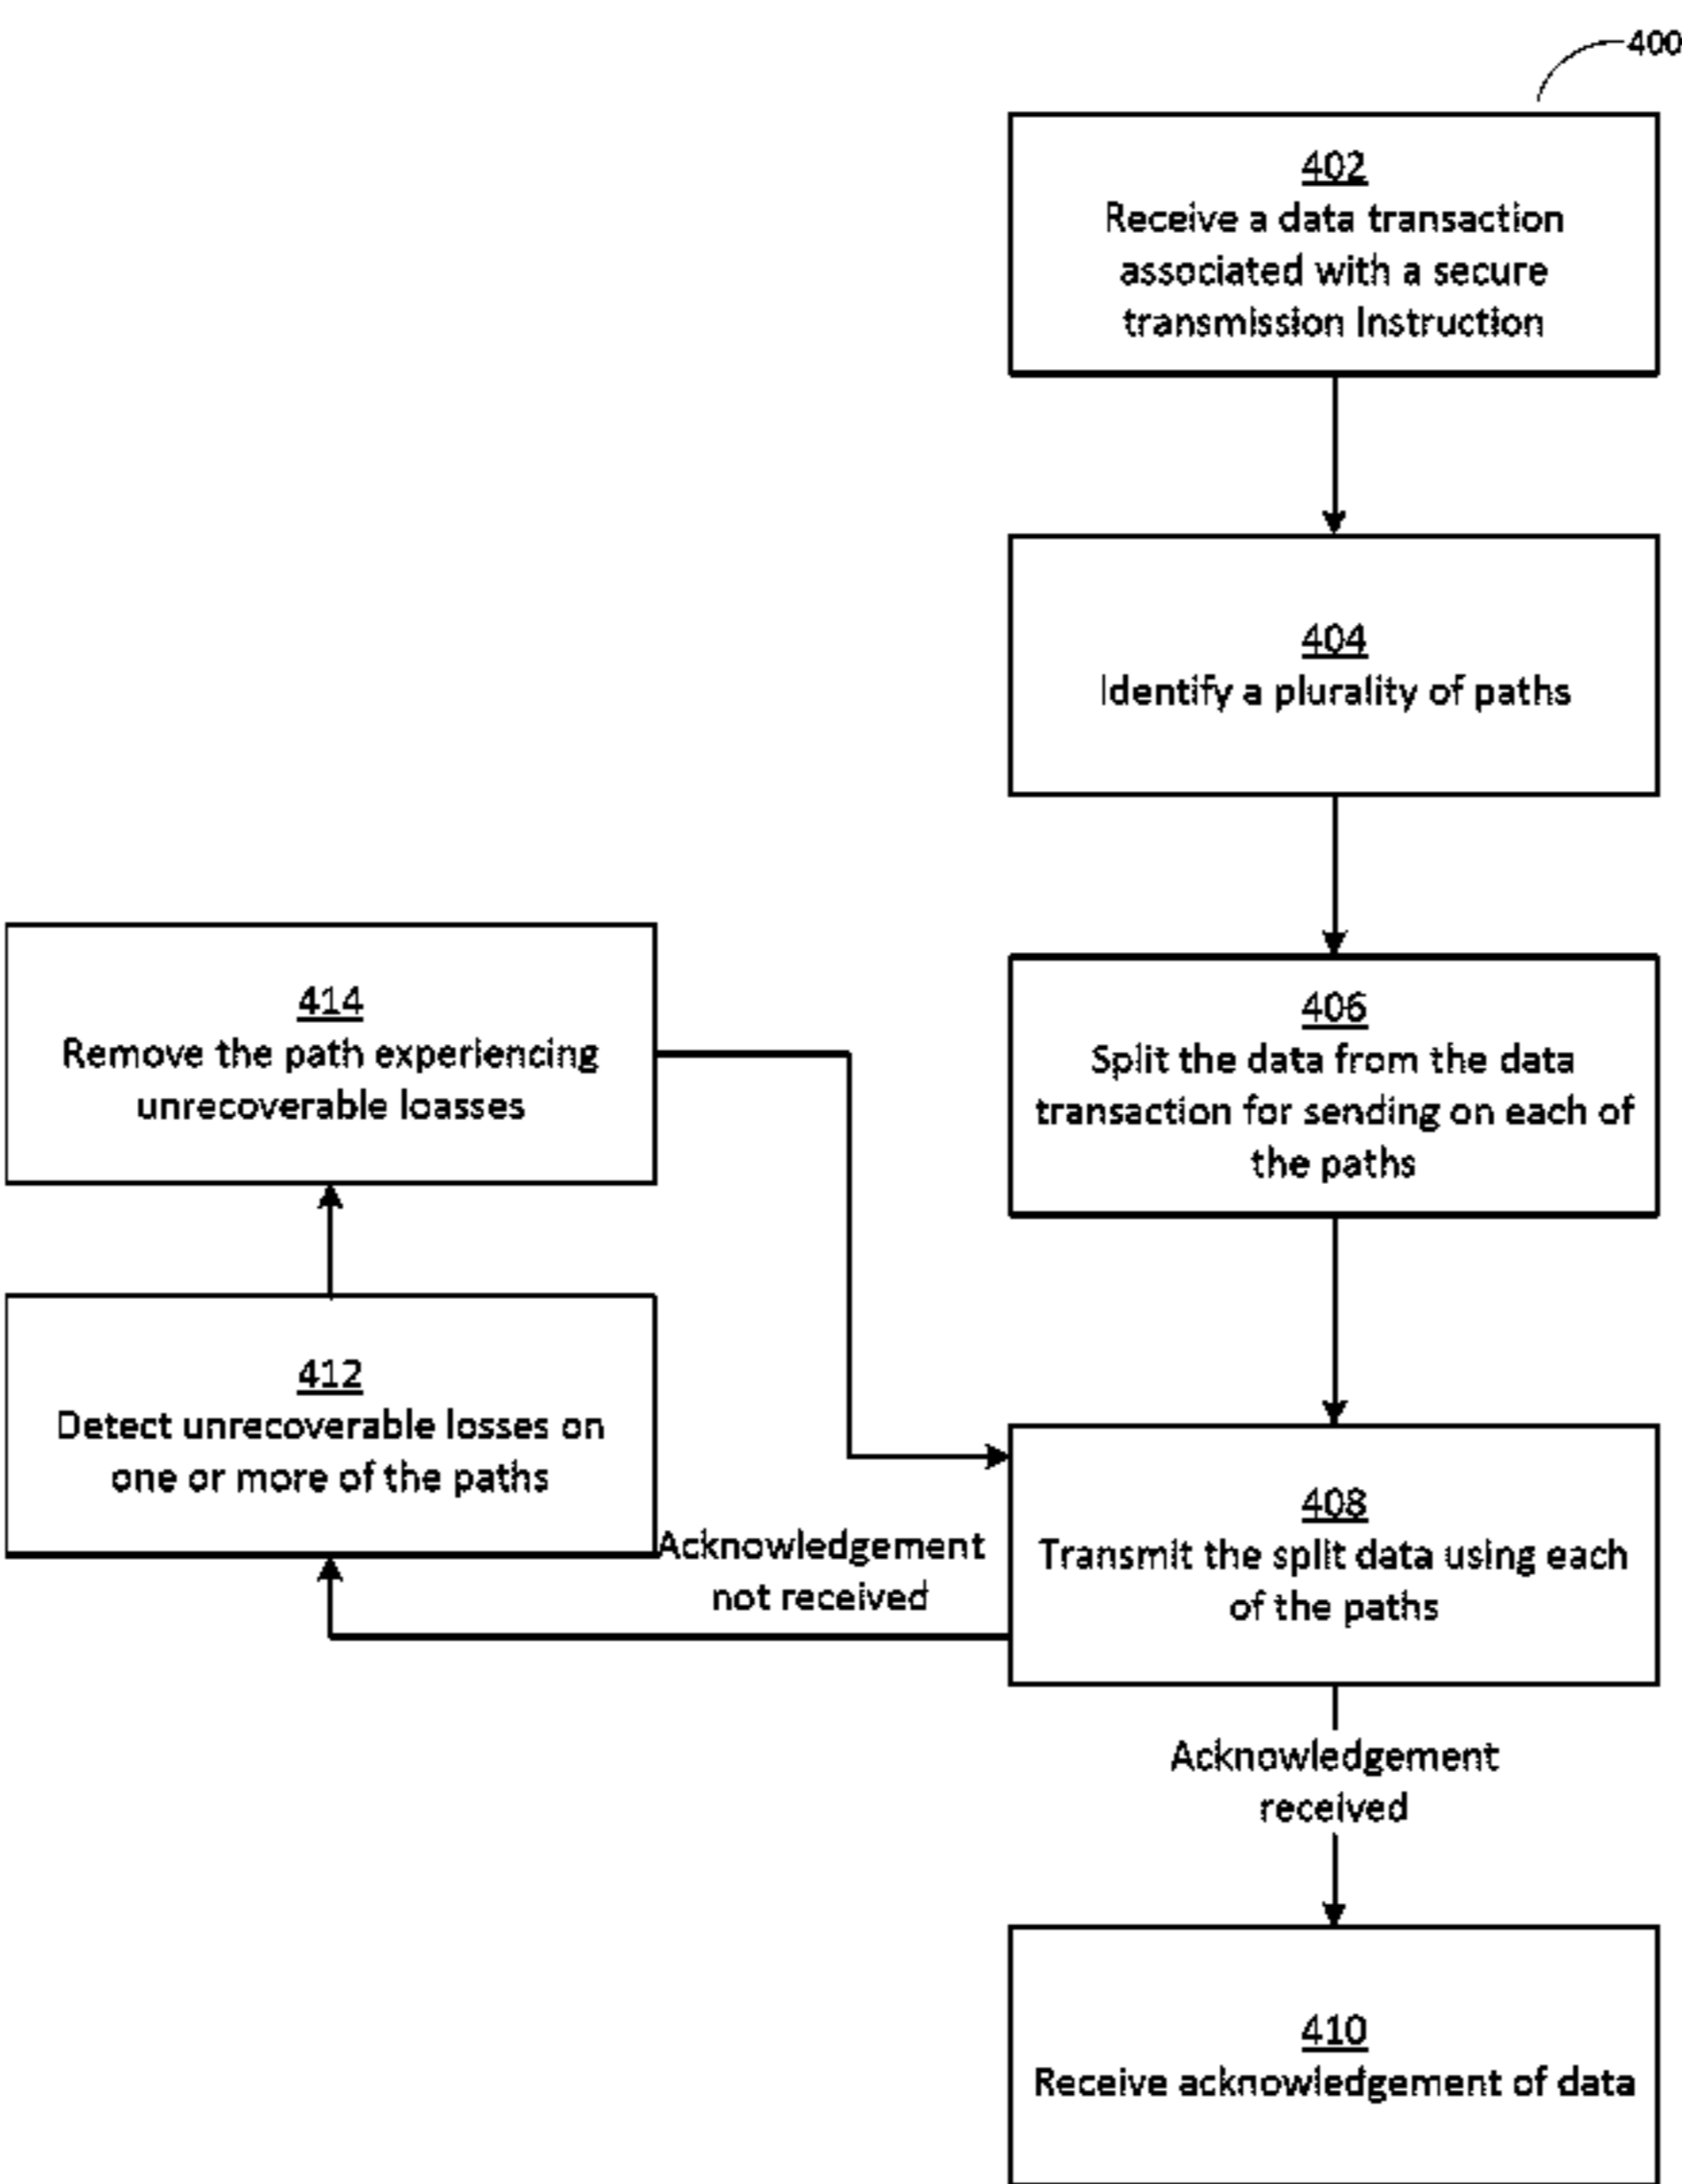 400
402
Receive a data transaction
associated with a secure
transmission Instruction
404
Identify a plurality of paths
406
Split the data from the data
transaction for sending on each of
the paths
414
Remove the path experiencing
unrecoverable loasses
412
Detect unrecoverable losses on
one or more of the paths
Acknowledgement
not received
408
Transmit the split data using each
of the paths
Acknowledgement
received
410
Receive acknowledgement of data